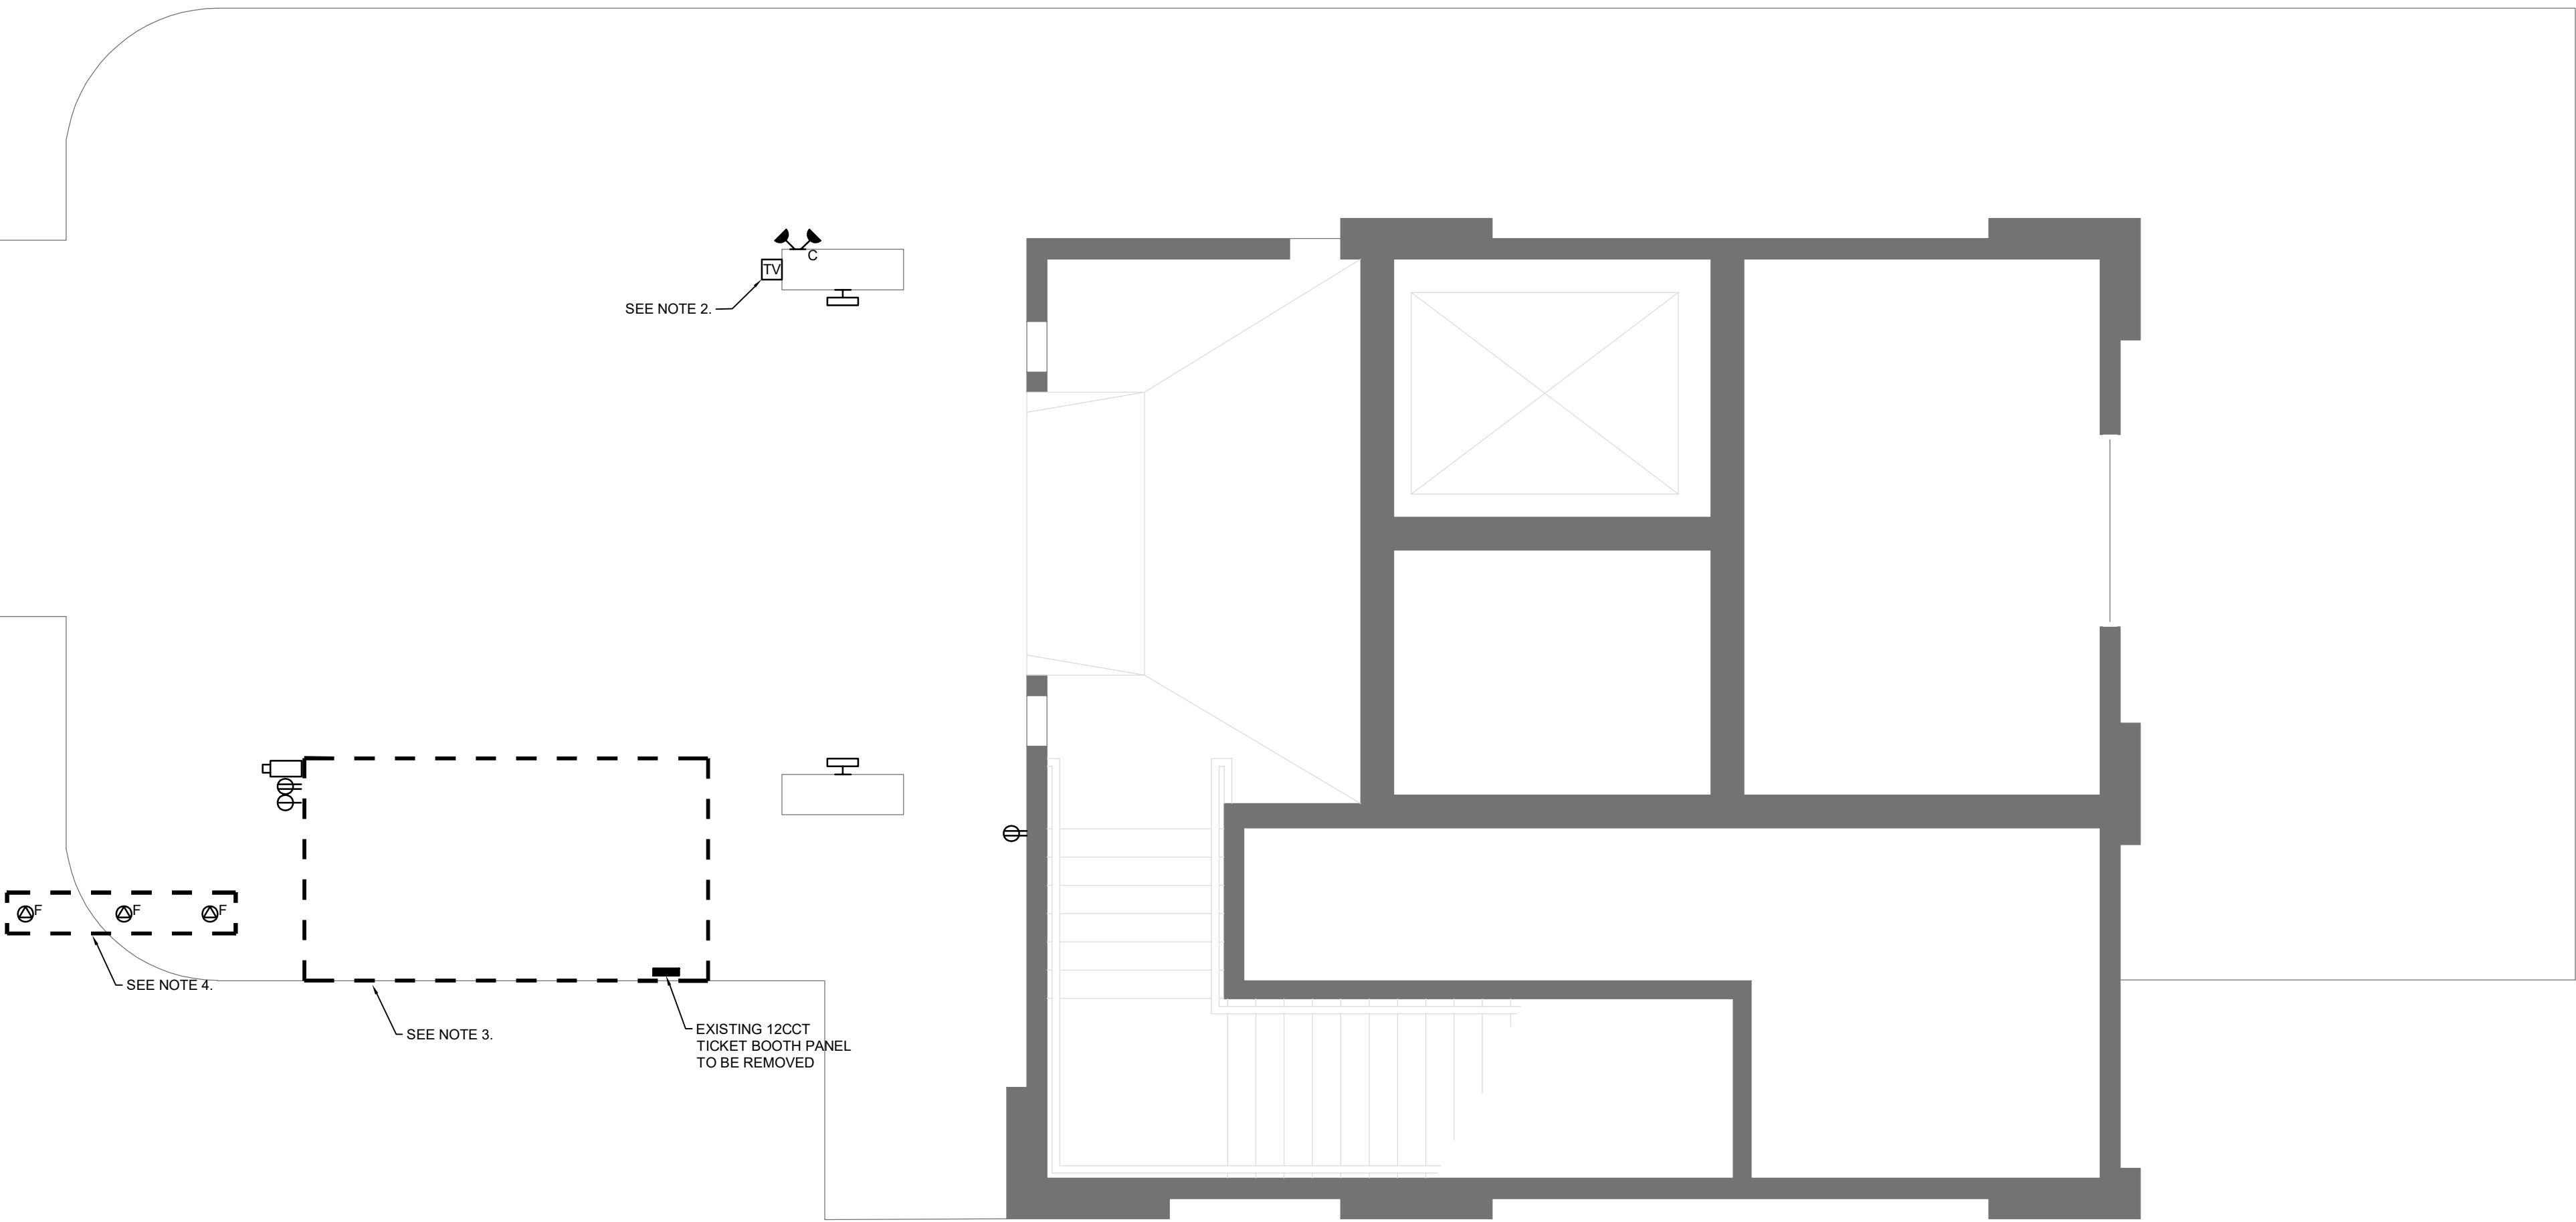 C
TV
SEE NOTE 2.
F
F
F
SEE NOTE 4.
SEE NOTE 3.
EXISTING 12CCT
TICKET BOOTH PANEL
TO BE REMOVED